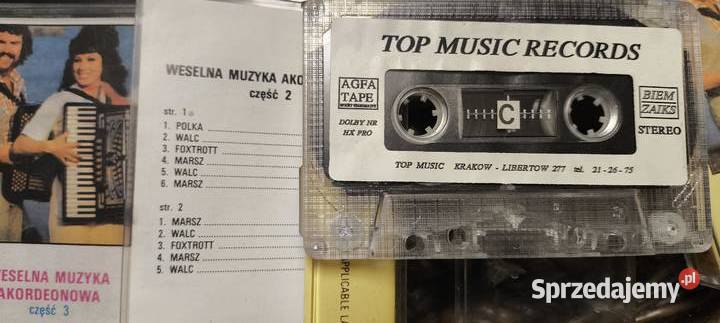 WESELNA MUZYKA
AKORDEONOWA
część 3
WESELNA MUZYKA
część 2
str. 1
1. POLKA
2. WALC
3. FOXTROTT
4. MARSZ
5. WALC
6. MARSZ
str. 2
1. MARSZ
2. WALC
3. FOXTROTT
4. MARSZ
5. WALC
TOP MUSIC RECORDS
AGFA
TAPE
DOLBY NR
HX PRO
C
BIEM
ZAIKS
STEREO
TOP MUSIC KRAKOW - LIBERTOW 277 tel. 21-26-75
APPLICABLE
Sprzedajemy.pl